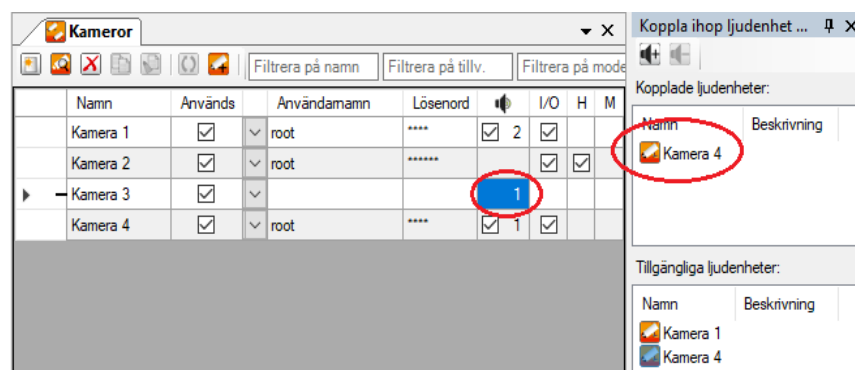 Kameror
Filtrera på namn Filtrera på tillv. Filtrera på mode
Namn Används Användarnamn Lösenord I/O H M
Kamera 1 root **** 2
Kamera 2 root ******
Kamera 3 1
Kamera 4 root **** 1
Koppla ihop ljudenhet ...
Kopplade ljudenheter:
Namn Beskrivning
Kamera 4
Tillgängliga ljudenheter:
Namn Beskrivning
Kamera 1
Kamera 4